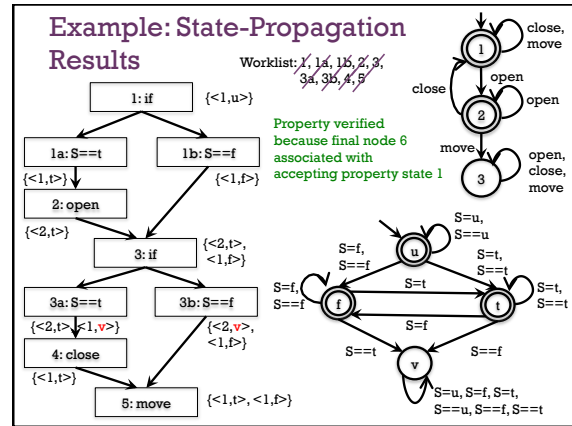 Example: State-Propagation
Results
Worklist: 1, 1a, 1b, 2, 3,
3a, 3b, 4, 5
1: if
{<1,u>}
1a: S==t
1b: S==f
{<1,t>}
{<1,f>}
2: open
{<2,t>}
3: if
{<2,t>,
<1,f>}
3a: S==t
3b: S==f
{<2,t>,<1,v>}
{<2,v>,
<1,f>}
4: close
{<1,t>}
5: move
{<1,t>, <1,f>}
Property verified
because final node 6
associated with
accepting property state 1
1
close,
move
open
close
2
open
move
3
open,
close,
move
u
S=u,
S==u
S=f,
S==f
S=t,
S==t
S=f,
S==f
f
S=t
S=f
t
S=t,
S==t
S==t
S==f
v
S=u, S=f, S=t,
S==u, S==f, S==t